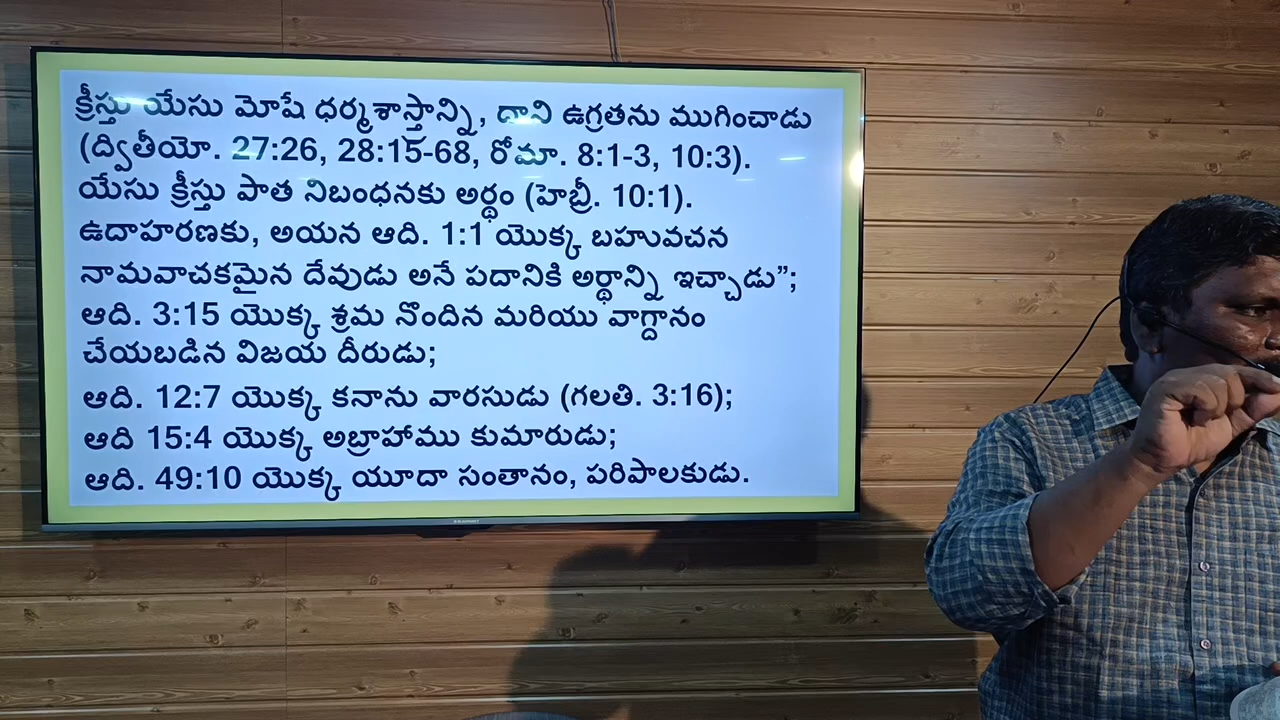 క్రీస్తు యేసు మోషే ధర్మశాస్త్రాన్ని, దాని ఉగ్రతను ముగించాడు
(ద్వితీయో. 27:26, 28:15-68, రోమా. 8:1-3, 10:3).
యేసు క్రీస్తు పాత నిబంధనకు అర్థం (హెబ్రీ. 10:1).
ఉదాహరణకు, అయన ఆది. 1:1 యొక్క బహువచన
నామవాచకమైన దేవుడు అనే పదానికి అర్థాన్ని ఇచ్చాడు”;
ఆది. 3:15 యొక్క శ్రమ నొందిన మరియు వాగ్దానం
చేయబడిన విజయ దీరుడు;
ఆది. 12:7 యొక్క కనాను వారసుడు (గలతి. 3:16);
ఆది 15:4 యొక్క అబ్రాహాము కుమారుడు;
ఆది. 49:10 యొక్క యూదా సంతానం, పరిపాలకుడు.
BLAUPUNKT